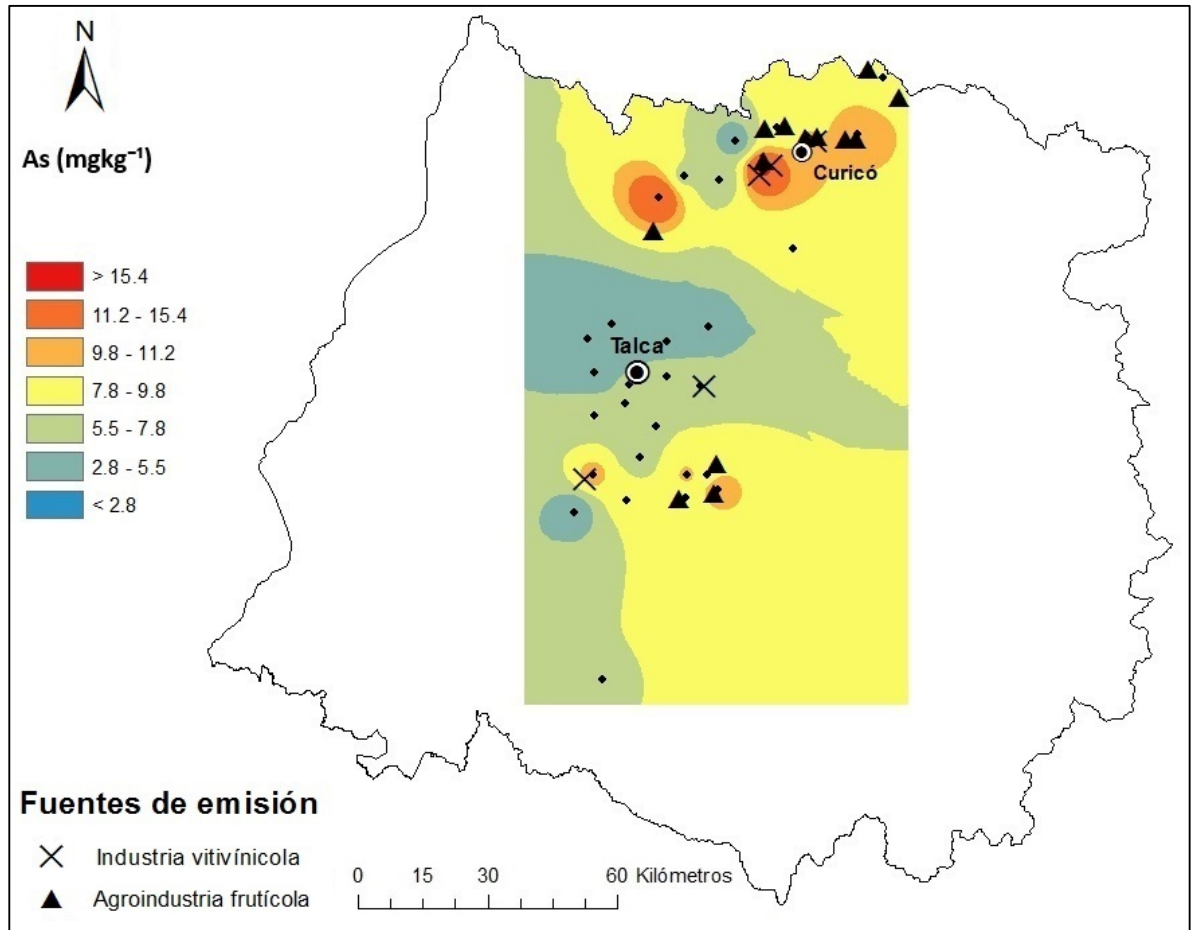 N
As (mgkg⁻¹)
> 15.4
11.2 - 15.4
9.8 - 11.2
7.8 - 9.8
5.5 - 7.8
2.8 - 5.5
< 2.8
Curicó
Talca
Fuentes de emisión
Industria vitivínicola
Agroindustria frutícola
0 15 30 60 Kilómetros